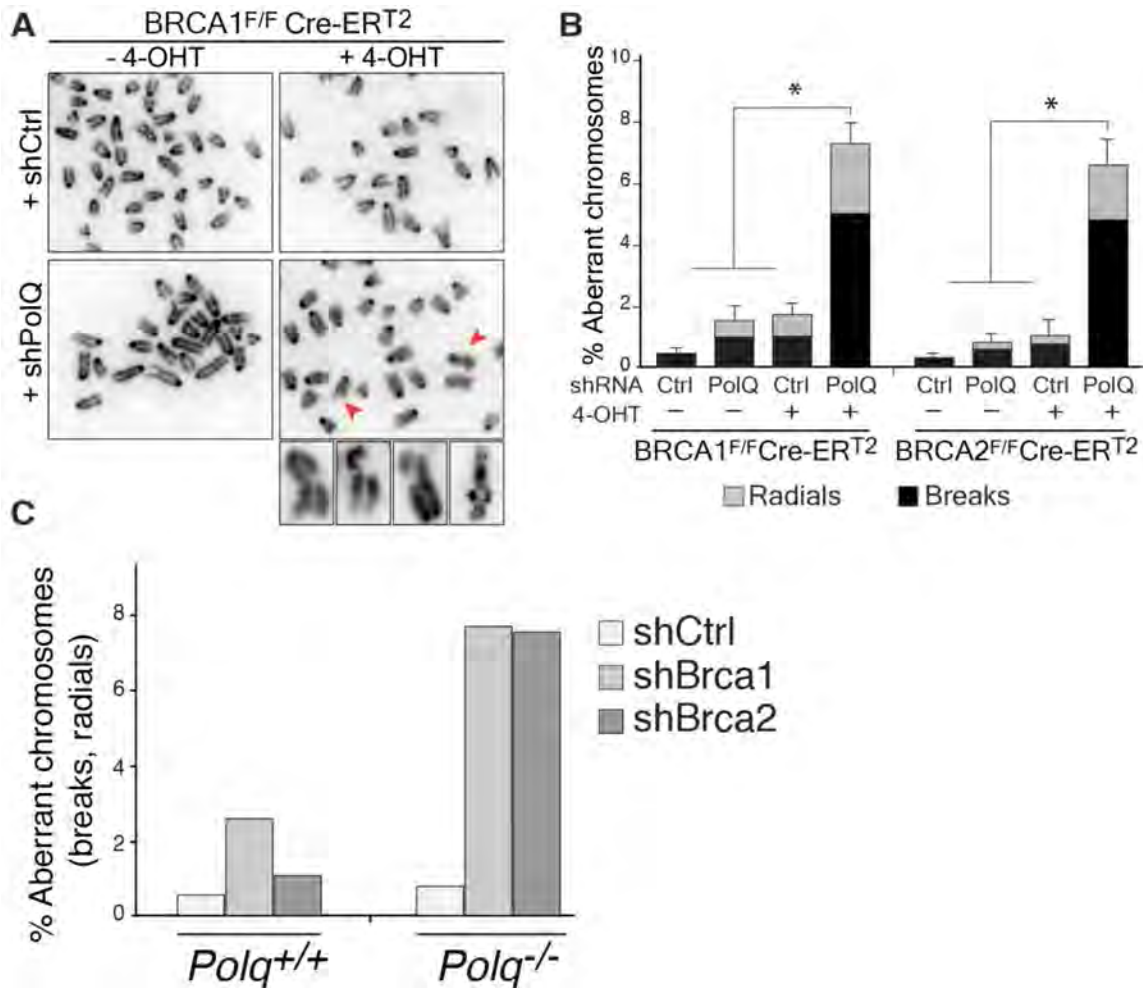 A
BRCA1F/F Cre-ERT2
- 4-OHT
+ 4-OHT
+ shCtrl
+ shPolQ
B
% Aberrant chromosomes
10
8
6
4
2
0
*
*
shRNA Ctrl PolQ Ctrl PolQ Ctrl PolQ Ctrl PolQ
4-OHT − − + + − − + +
BRCA1F/FCre-ERT2
BRCA2F/FCre-ERT2
Radials
Breaks
C
% Aberrant chromosomes
(breaks, radials)
8
6
4
2
0
shCtrl
shBrca1
shBrca2
Polq+/+
Polq-/-